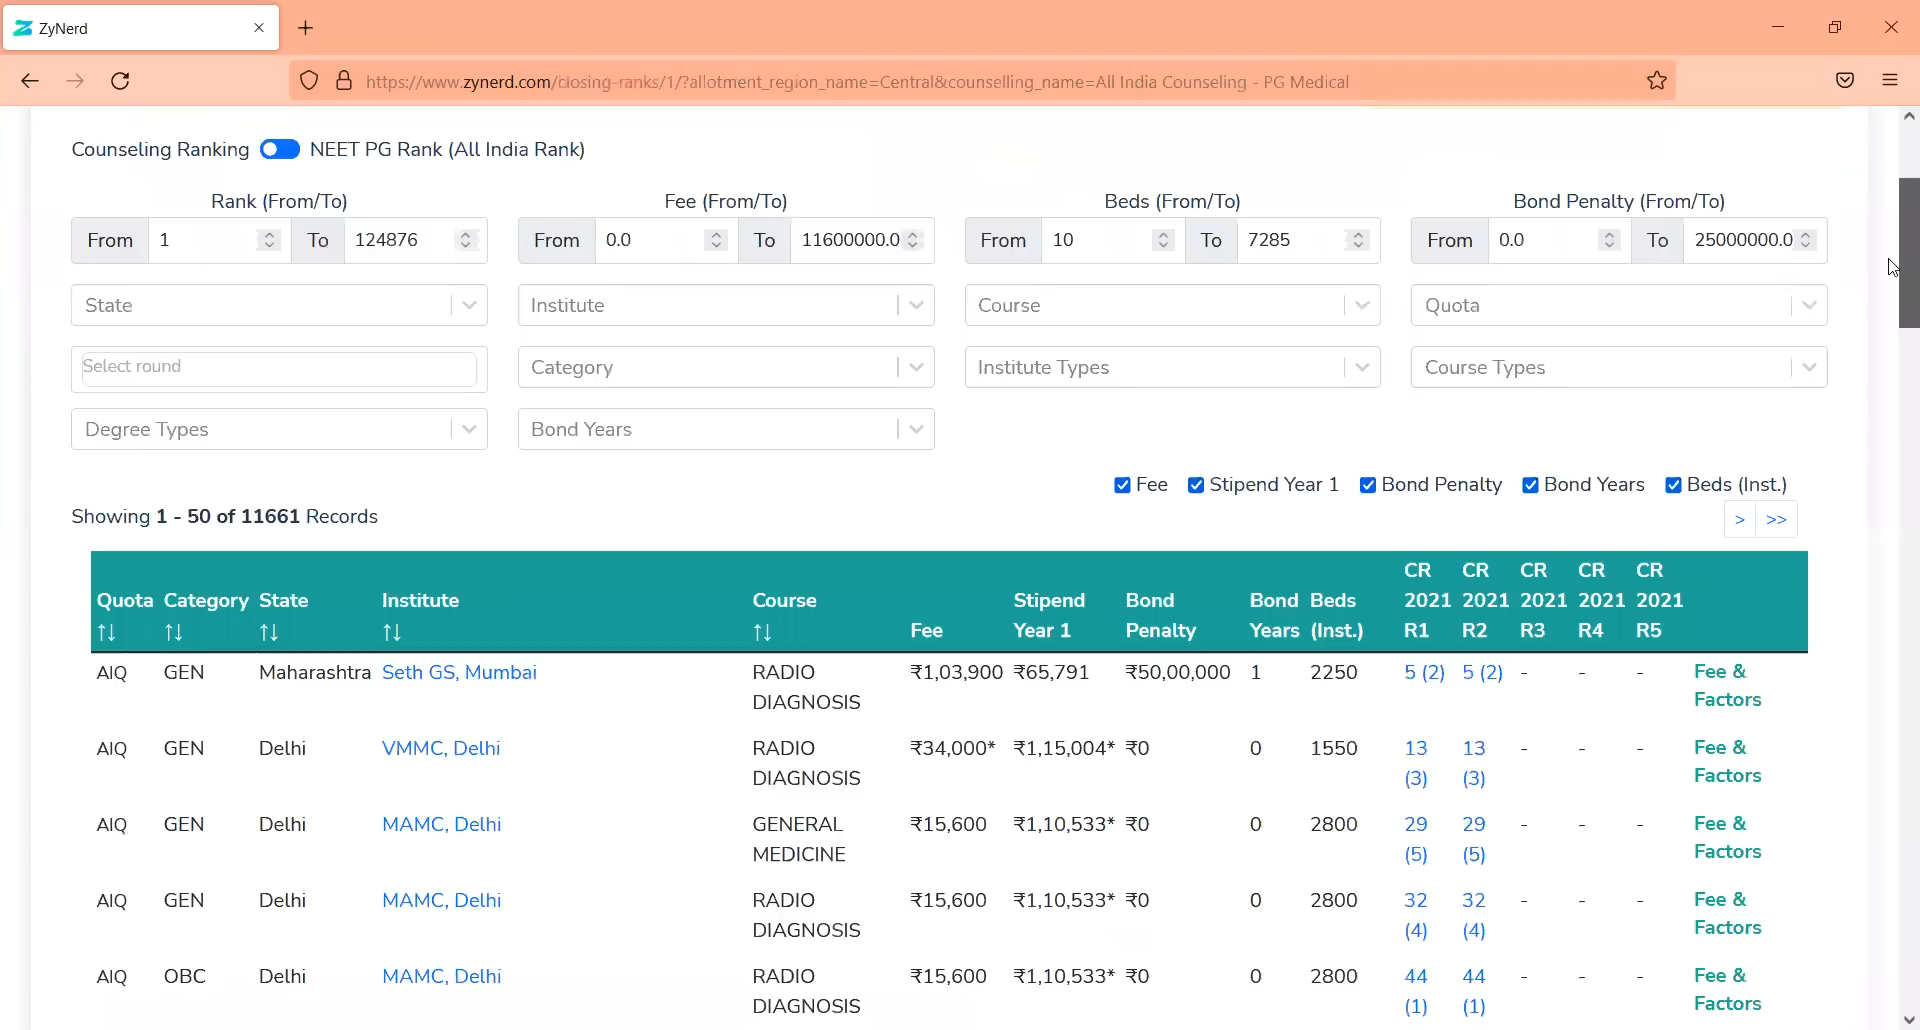 ZyNerd
https://www.zynerd.com/closing-ranks/1/?allotment_region_name=Central&counselling_name=All India Counseling - PG Medical
Counseling Ranking NEET PG Rank (All India Rank)
Rank (From/To) Fee (From/To) Beds (From/To) Bond Penalty (From/To)
From 1 To 124876 From 0.0 To 11600000.0 From 10 To 7285 From 0.0 To 25000000.0
State Institute Course Quota
Select round Category Institute Types Course Types
Degree Types Bond Years
Fee Stipend Year 1 Bond Penalty Bond Years Beds (Inst.)
Showing 1 - 50 of 11661 Records > >>
CR CR CR CR CR
Quota Category State Institute Course Stipend Bond Bond Beds 2021 2021 2021 2021 2021
↑↓ ↑↓ ↑↓ ↑↓ ↑↓ Fee Year 1 Penalty Years (Inst.) R1 R2 R3 R4 R5
AIQ GEN Maharashtra Seth GS, Mumbai RADIO ₹1,03,900 ₹65,791 ₹50,00,000 1 2250 5 (2) 5 (2) - - - Fee &
DIAGNOSIS Factors
AIQ GEN Delhi VMMC, Delhi RADIO ₹34,000* ₹1,15,004* ₹0 0 1550 13 13 - - - Fee &
DIAGNOSIS (3) (3) Factors
AIQ GEN Delhi MAMC, Delhi GENERAL ₹15,600 ₹1,10,533* ₹0 0 2800 29 29 - - - Fee &
MEDICINE (5) (5) Factors
AIQ GEN Delhi MAMC, Delhi RADIO ₹15,600 ₹1,10,533* ₹0 0 2800 32 32 - - - Fee &
DIAGNOSIS (4) (4) Factors
AIQ OBC Delhi MAMC, Delhi RADIO ₹15,600 ₹1,10,533* ₹0 0 2800 44 44 - - - Fee &
DIAGNOSIS (1) (1) Factors